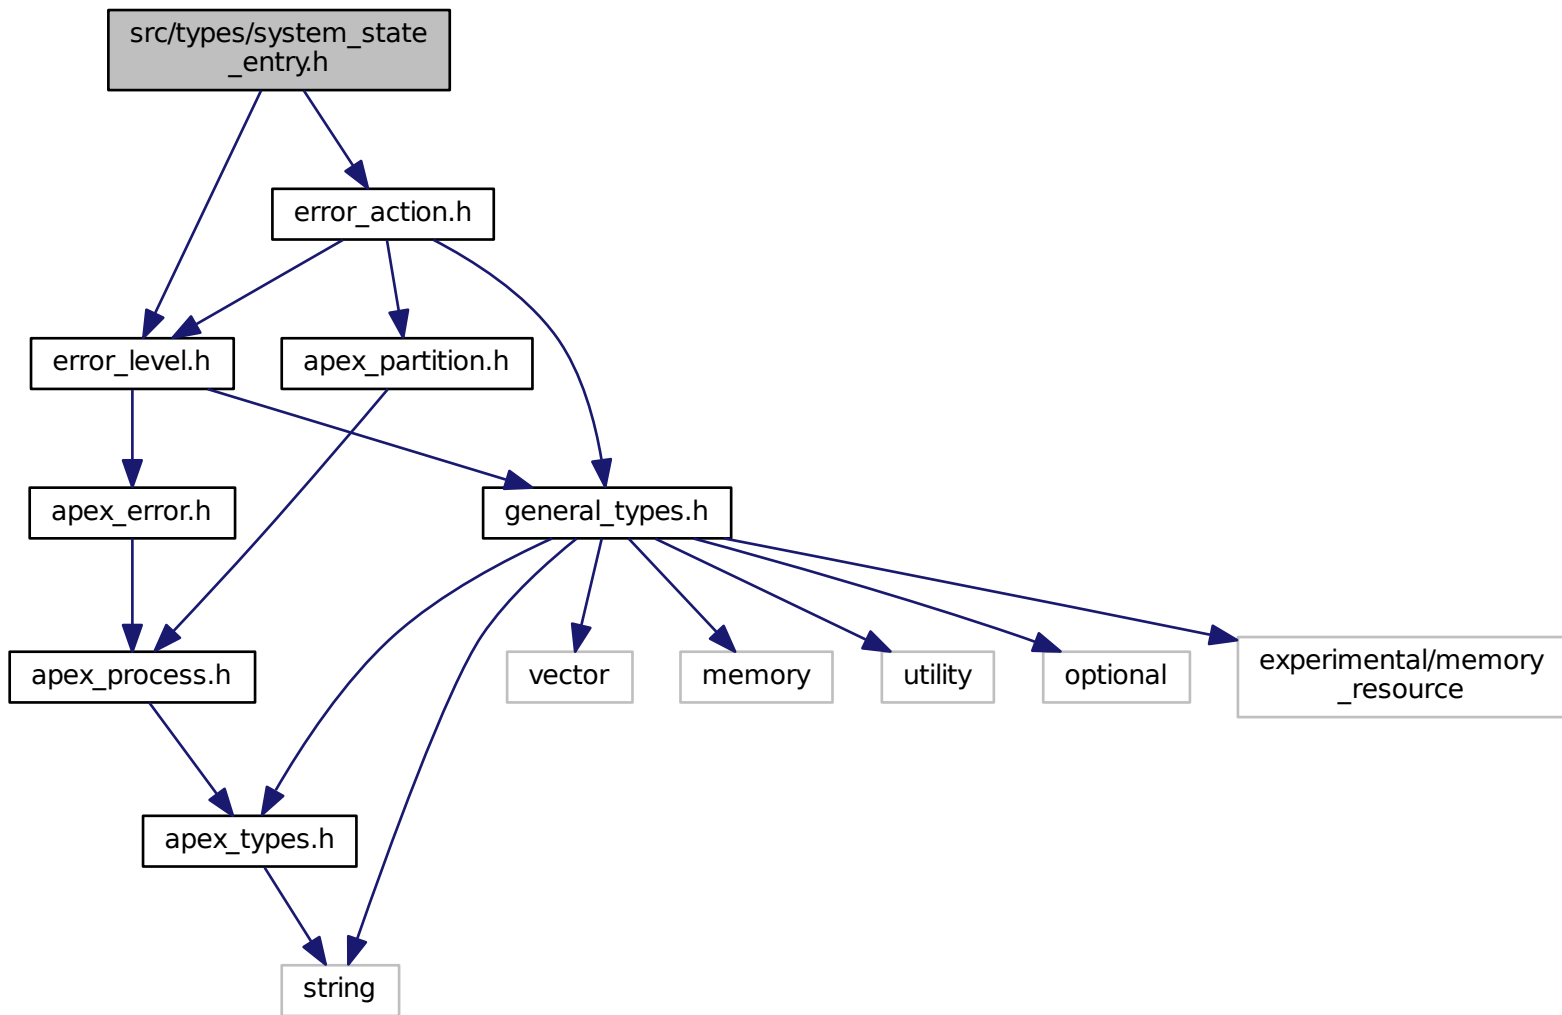 src/types/system_state
_entry.h
error_action.h
error_level.h
apex_partition.h
apex_error.h
general_types.h
apex_process.h
vector
memory
utility
optional
experimental/memory
_resource
apex_types.h
string